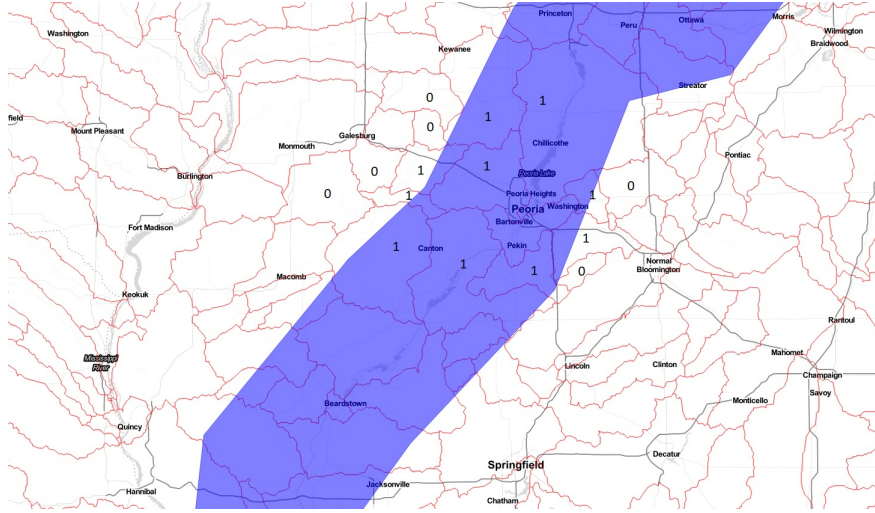 Princeton
Morris
Ottawa
Peru
Wilmington
Washington
Braidwood
Kewanee
Streator
0
1
field
1
0
Mount Pleasant
Galesburg
Chillicothe
Monmouth
Pontiac
1
Peoria Lake
0
1
Burlington
0
Peoria Heights
0
1
1
Washington
Peoria
Bartonville
Fort Madison
1
Pekin
1
Canton
Normal
Bloomington
1
1
0
Macomb
Keokuk
Rantoul
Mississippi
River
Mahomet
Lincoln
Clinton
Champaign
Savoy
Monticello
Beardstown
Quincy
Decatur
Springfield
Jacksonville
Hannibal
Chatham